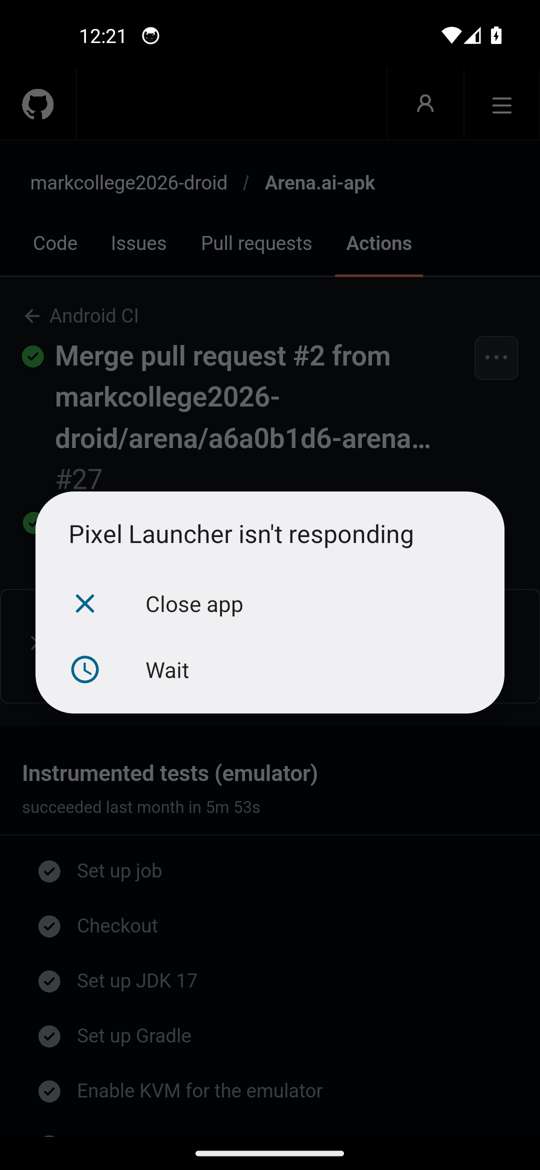 12:21
markcollege2026-droid / Arena.ai-apk
Code Issues Pull requests Actions
← Android CI
Merge pull request #2 from
markcollege2026-
droid/arena/a6a0b1d6-arena…
#27
Pixel Launcher isn't responding
Close app
Wait
Instrumented tests (emulator)
succeeded last month in 5m 53s
Set up job
Checkout
Set up JDK 17
Set up Gradle
Enable KVM for the emulator